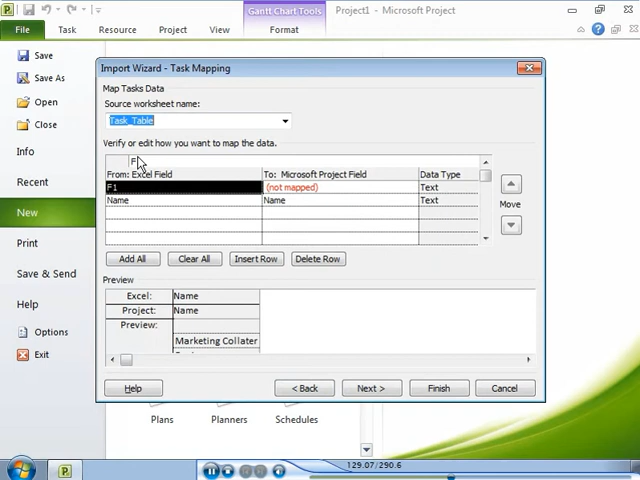 Gantt Chart Tools
Project1 - Microsoft Project
File
Task
Resource
Project
View
Format
Save
Save As
Open
Close
Info
Recent
New
Print
Save & Send
Help
Options
Exit
Import Wizard - Task Mapping
Map Tasks Data
Source worksheet name:
Task_Table
Verify or edit how you want to map the data.
F
From: Excel Field
To: Microsoft Project Field
Data Type
F1
(not mapped)
Text
Name
Name
Text
Move
Add All
Clear All
Insert Row
Delete Row
Preview
Excel:
Name
Project:
Name
Preview:
Marketing Collater
Help
< Back
Next >
Finish
Cancel
Plans
Planners
Schedules
129.07/290.6